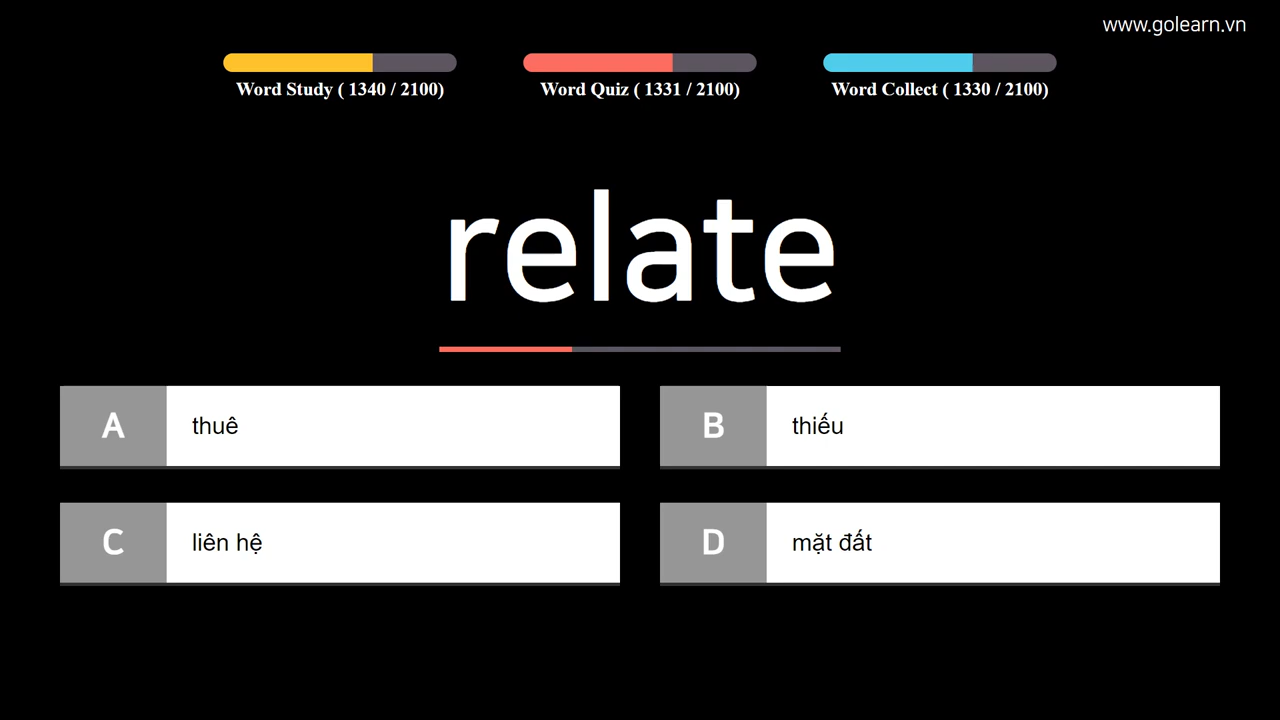 www.golearn.vn
Word Study ( 1340 / 2100)
Word Quiz ( 1331 / 2100)
Word Collect ( 1330 / 2100)
relate
A thuê
B thiếu
C liên hệ
D mặt đất